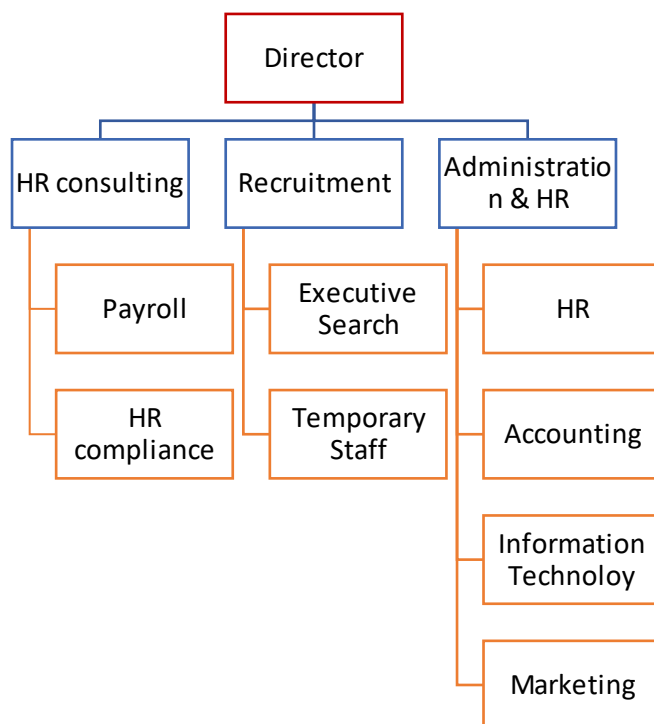 Director
HR consulting
Recruitment
Administratio
n & HR
Payroll
HR
compliance
Executive
Search
Temporary
Staff
HR
Accounting
Information
Technoloy
Marketing